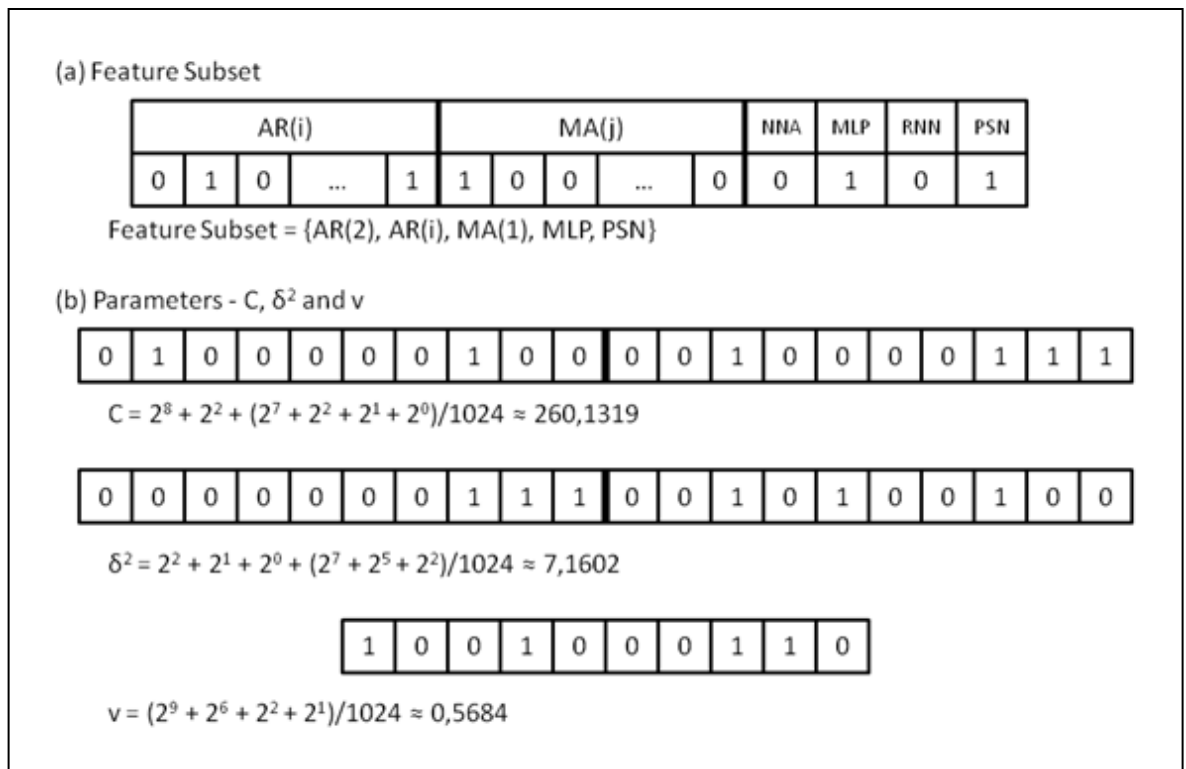 (a) Feature Subset
AR(i) MA(j) NNA MLP RNN PSN
0 1 0 ... 1 1 0 0 ... 0 0 1 0 1
Feature Subset = {AR(2), AR(i), MA(1), MLP, PSN}
(b) Parameters - C, δ² and v
0 1 0 0 0 0 0 1 0 0 0 0 1 0 0 0 0 1 1 1
C = 2⁸ + 2² + (2⁷ + 2² + 2¹ + 2⁰)/1024 ≈ 260,1319
0 0 0 0 0 0 0 1 1 1 0 0 1 0 1 0 0 1 0 0
δ² = 2² + 2¹ + 2⁰ + (2⁷ + 2⁵ + 2²)/1024 ≈ 7,1602
1 0 0 1 0 0 0 1 1 0
v = (2⁹ + 2⁶ + 2² + 2¹)/1024 ≈ 0,5684